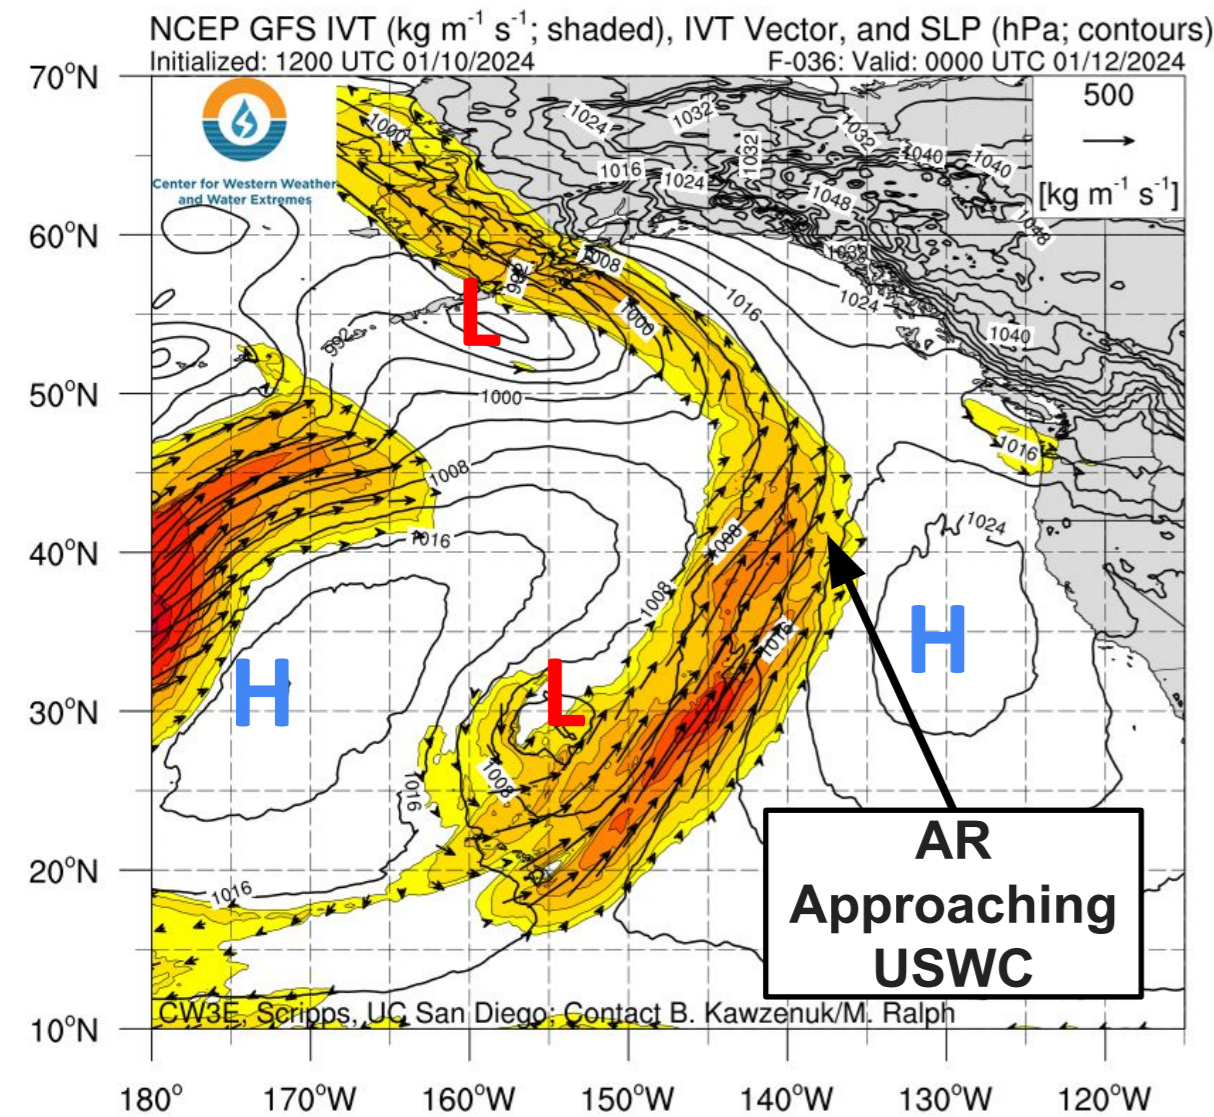 NCEP GFS IVT (kg m⁻¹ s⁻¹; shaded), IVT Vector, and SLP (hPa; contours)
Initialized: 1200 UTC 01/10/2024 F-036: Valid: 0000 UTC 01/12/2024
70°N
500
[kg m⁻¹ s⁻¹]
Center for Western Weather
and Water Extremes
1000
1024
1032
1032
1032
1040
1040
1016
1024
1048
1048
60°N
1008
1032
992
L
1000
1016
1024
992
1040
50°N
1000
1016
1008
1024
40°N
1016
1008
1008
H
1016
H
L
30°N
1008
1016
AR
Approaching
USWC
20°N
1016
CW3E, Scripps, UC San Diego; Contact B. Kawzenuk/M. Ralph
10°N
180° 170°W 160°W 150°W 140°W 130°W 120°W